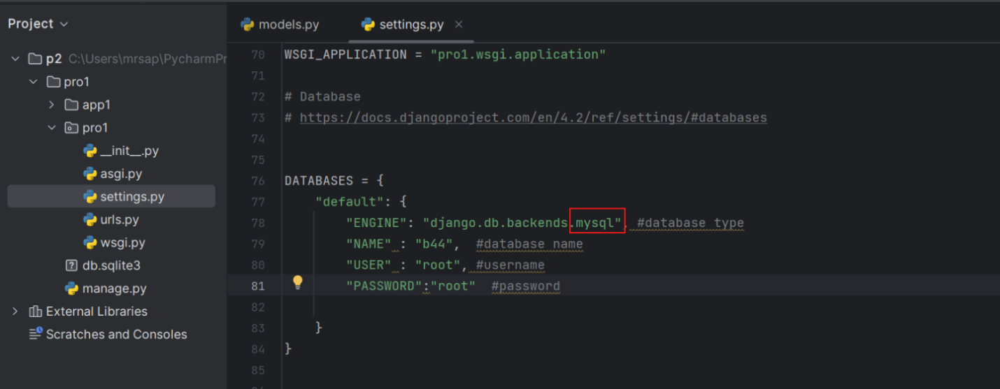 Project
p2 C:\Users\mrsap\PycharmPr
pro1
app1
pro1
__init__.py
asgi.py
settings.py
urls.py
wsgi.py
db.sqlite3
manage.py
External Libraries
Scratches and Consoles
models.py
settings.py
70 WSGI_APPLICATION = "pro1.wsgi.application"
71
72 # Database
73 # https://docs.djangoproject.com/en/4.2/ref/settings/#databases
74
75
76 DATABASES = {
77 "default": {
78 "ENGINE": "django.db.backends.mysql", #database type
79 "NAME" : "b44", #database name
80 "USER" : "root", #username
81 "PASSWORD":"root" #password
82
83 }
84 }
85